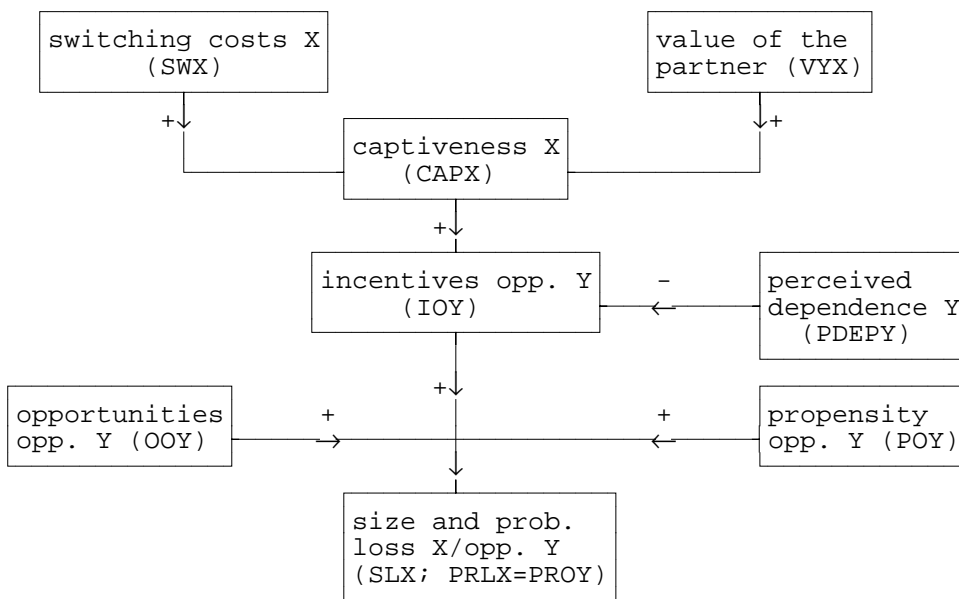 switching costs X
(SWX)
value of the
partner (VYX)
+
+
captiveness X
(CAPX)
+
incentives opp. Y
(IOY)
-
perceived
dependence Y
(PDEPY)
+
opportunities
opp. Y (OOY)
+
+
propensity
opp. Y (POY)
size and prob.
loss X/opp. Y
(SLX; PRLX=PROY)